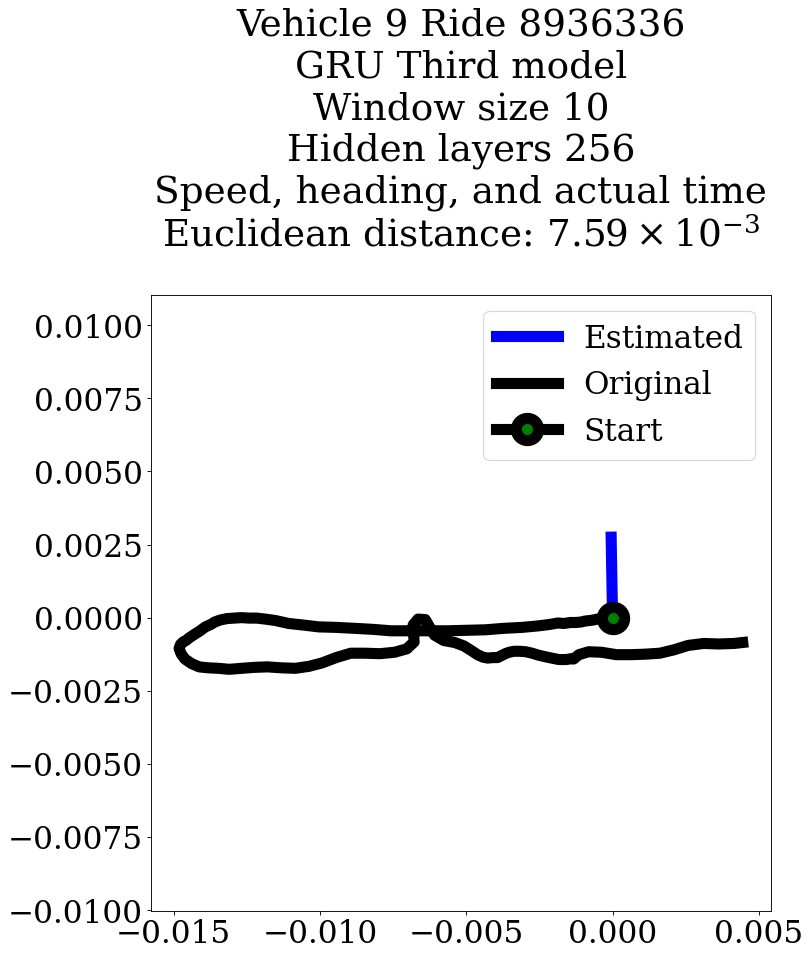 Vehicle 9 Ride 8936336
GRU Third model
Window size 10
Hidden layers 256
Speed, heading, and actual time
Euclidean distance: 7.59 × 10⁻³
Estimated
Original
Start
0.0100
0.0075
0.0050
0.0025
0.0000
−0.0025
−0.0050
−0.0075
−0.0100
−0.015 −0.010 −0.005 0.000 0.005